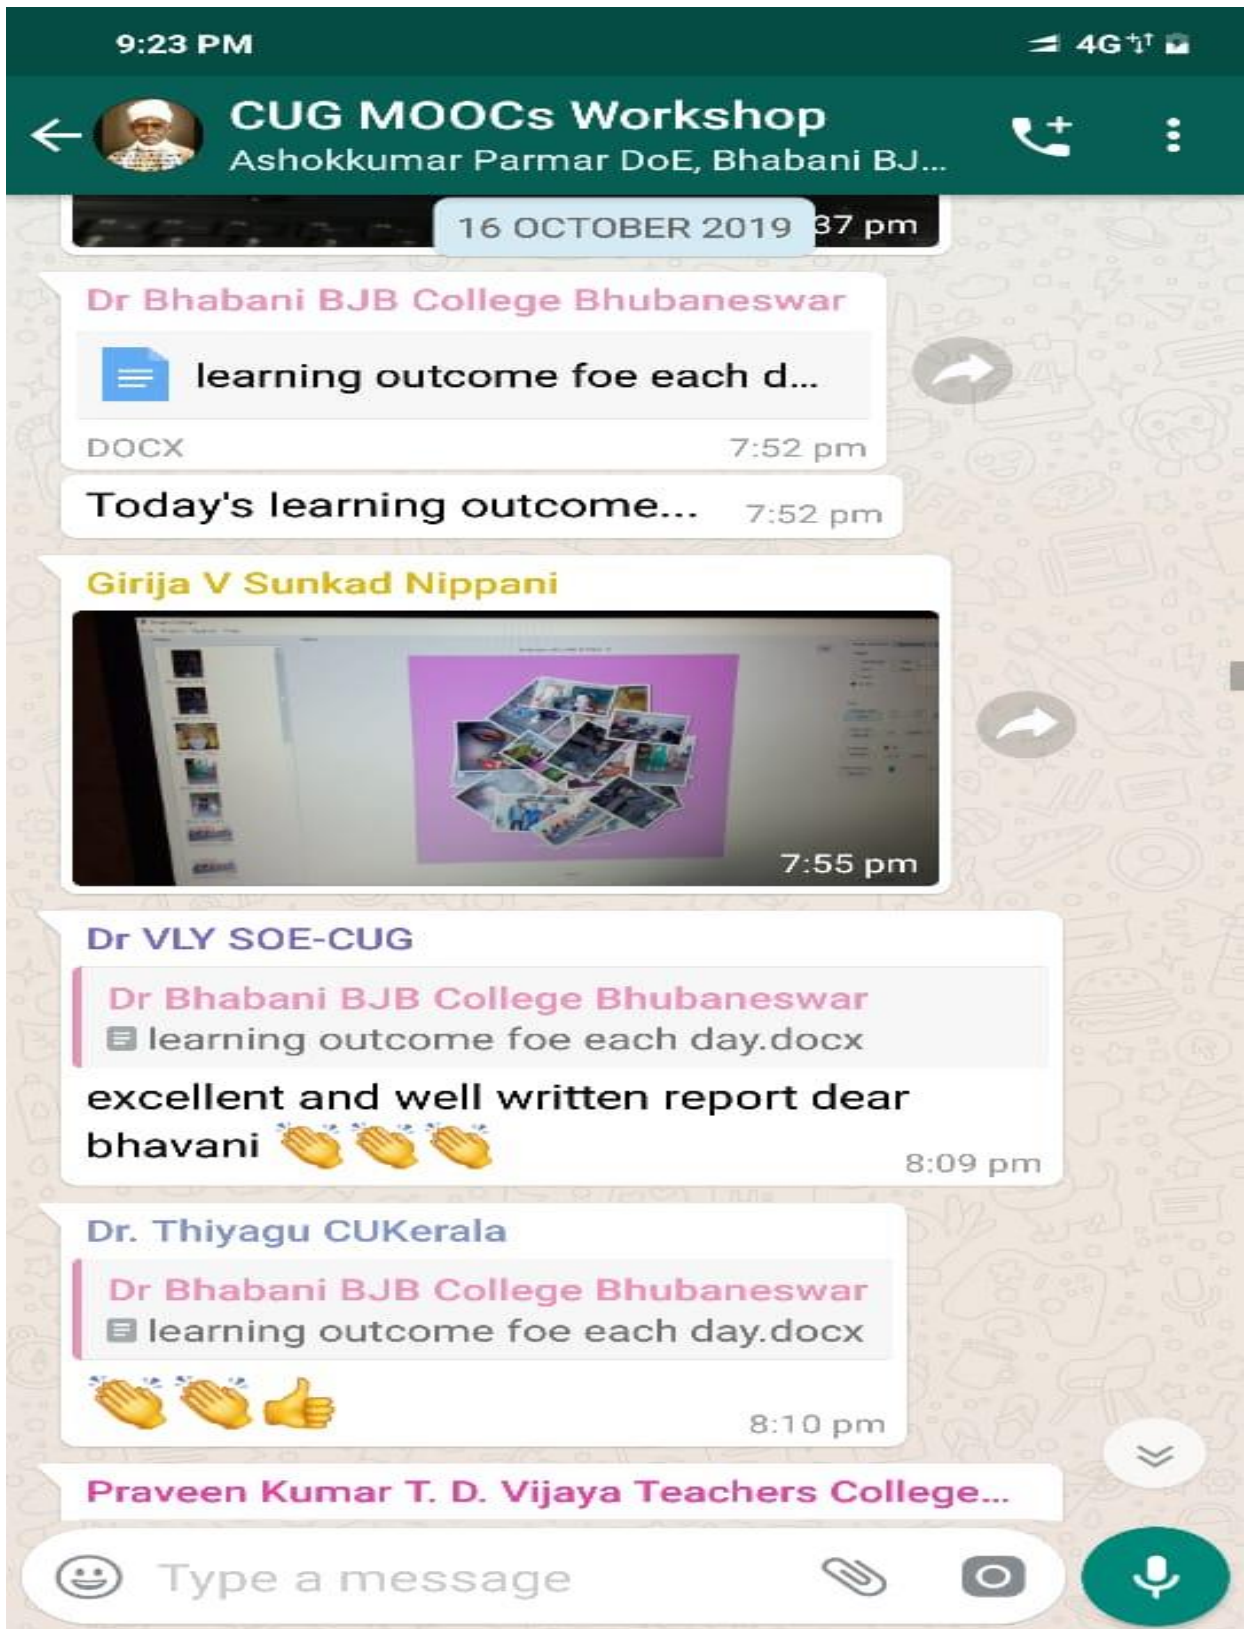 9:23 PM 4G
CUG MOOCs Workshop
Ashokkumar Parmar DoE, Bhabani BJ...
16 OCTOBER 2019 37 pm
Dr Bhabani BJB College Bhubaneswar
learning outcome foe each d...
DOCX 7:52 pm
Today's learning outcome... 7:52 pm
Girija V Sunkad Nippani
7:55 pm
Dr VLY SOE-CUG
Dr Bhabani BJB College Bhubaneswar
learning outcome foe each day.docx
excellent and well written report dear
bhavani 👏👏👏
8:09 pm
Dr. Thiyagu CUKerala
Dr Bhabani BJB College Bhubaneswar
learning outcome foe each day.docx
👏👏👍
8:10 pm
Praveen Kumar T. D. Vijaya Teachers College...
Type a message